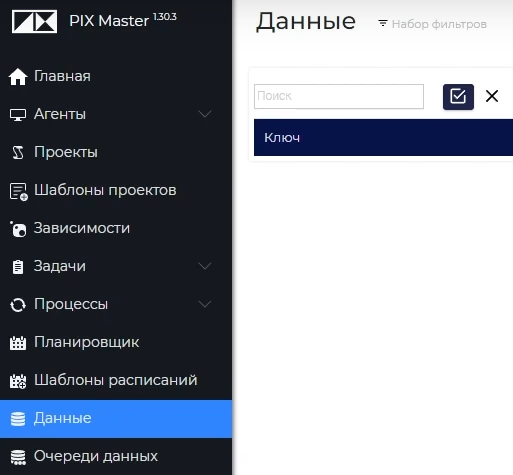 PIX Master 1.30.3
Главная
Агенты
Проекты
Шаблоны проектов
Зависимости
Задачи
Процессы
Планировщик
Шаблоны расписаний
Данные
Очереди данных
Данные
Набор фильтров
Поиск
Ключ